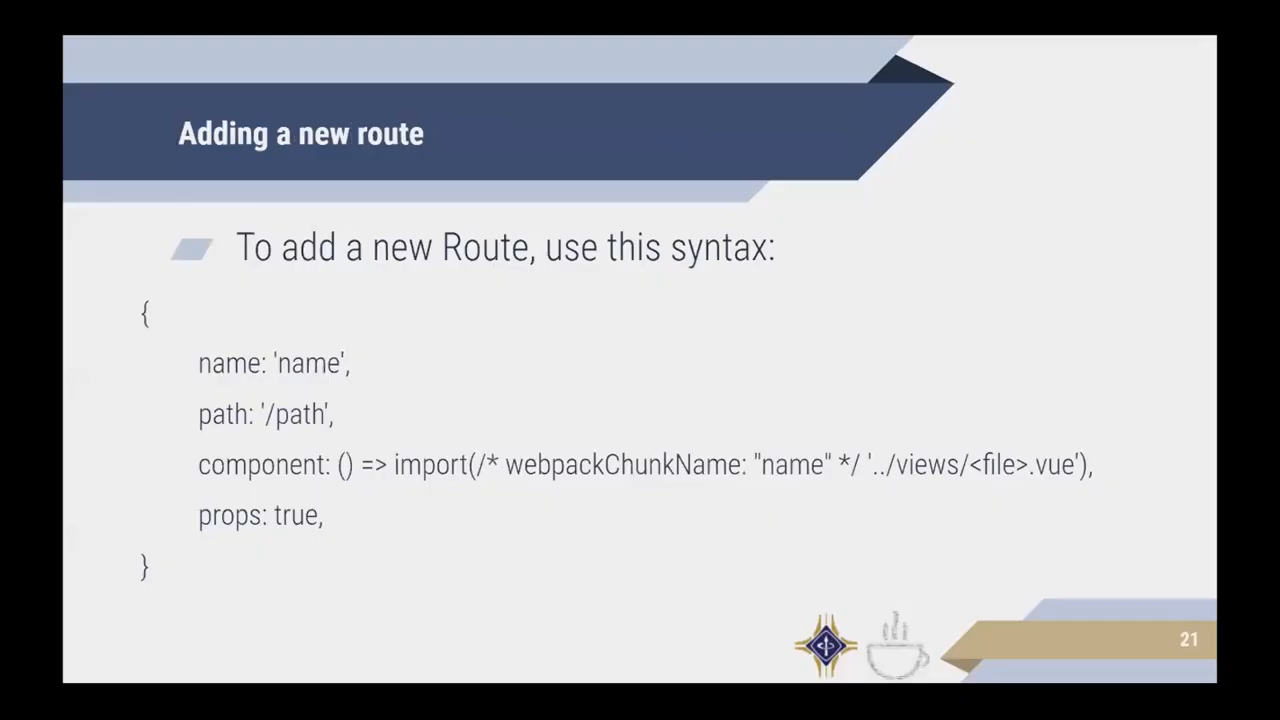 Adding a new route
To add a new Route, use this syntax:
{
name: 'name',
path: '/path',
component: () => import(/* webpackChunkName: "name" */ '../views/<file>.vue'),
props: true,
}
21